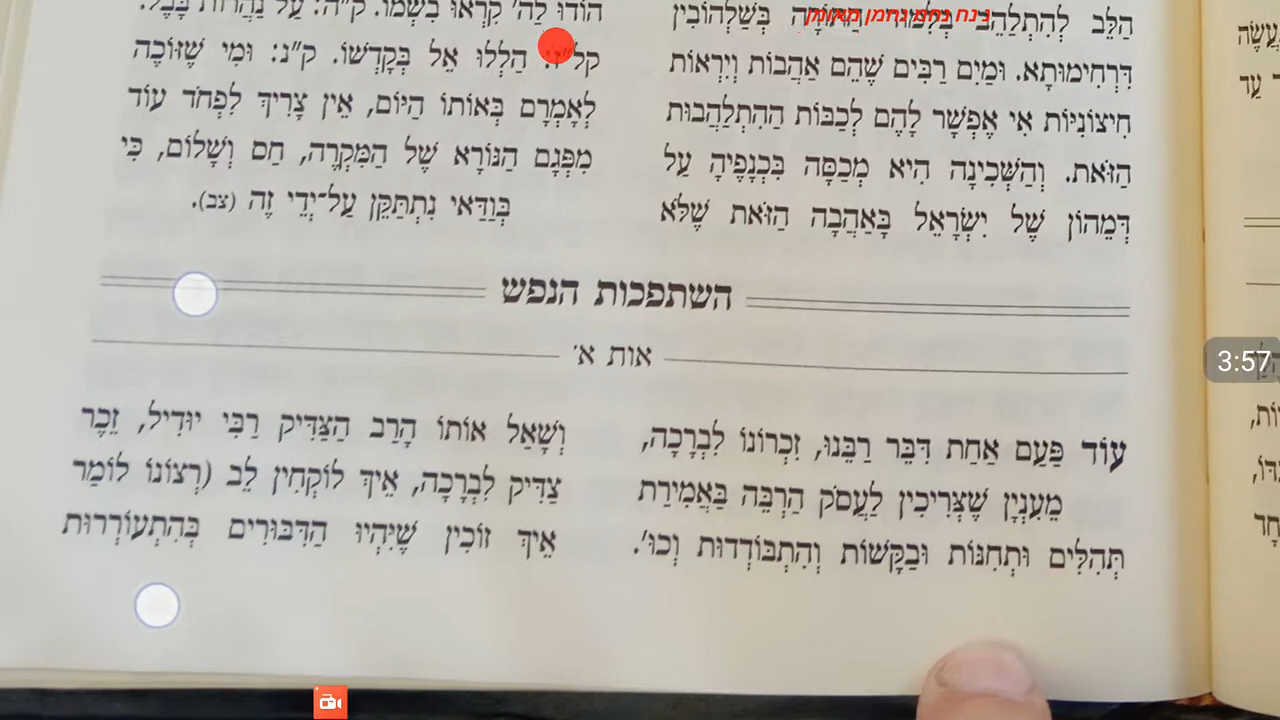 הַלֵּב לְהִתְלַהֵב בְּלִמּוּד הַתּוֹרָה בְּשַׁלְהוֹבִין
דִּרְחִימוּתָא. וּמַיִם רַבִּים שֶׁהֵם אַהֲבוֹת וְיִרְאוֹת
חִיצוֹנִיּוֹת אִי אֶפְשָׁר לָהֶם לְכַבּוֹת הַהִתְלַהֲבוּת
הַזֹּאת. וְהַשְּׁכִינָה הִיא מְכַסָּה בִּכְנָפֶיהָ עַל
דְּמֵהוֹן שֶׁל יִשְׂרָאֵל בָּאַהֲבָה הַזֹּאת שֶׁלֹּא
הוֹדוּ לַה' קִרְאוּ בִשְׁמוֹ. ק"ה: עַל נַהֲרוֹת בָּבֶל.
הַלְלוּ אֵל בְּקָדְשׁוֹ. ק"נ: וּמִי שֶׁזּוֹכֶה
לְאָמְרָם בְּאוֹתוֹ הַיּוֹם, אֵין צָרִיךְ לִפְחֹד עוֹד
מִפְּגַם הַנּוֹרָא שֶׁל הַמִּקְרֶה, חַס וְשָׁלוֹם, כִּי
בְּוַדַּאי נִתְתַּקֵּן עַל־יְדֵי זֶה (צב).
השתפכות הנפש
אות א'
עוֹד פַּעַם אַחַת דִּבֵּר רַבֵּנוּ, זִכְרוֹנוֹ לִבְרָכָה,
מֵעִנְיָן שֶׁצְּרִיכִין לַעֲסֹק הַרְבֵּה בַּאֲמִירַת
תְּהִלִּים וּתְחִנּוֹת וּבַקָּשׁוֹת וְהִתְבּוֹדְדוּת וְכוּ'.
וְשָׁאַל אוֹתוֹ הָרַב הַצַּדִּיק רַבִּי יוּדִיל, זֵכֶר
צַדִּיק לִבְרָכָה, אֵיךְ לוֹקְחִין לֵב (רְצוֹנוֹ לוֹמַר
אֵיךְ זוֹכִין שֶׁיִּהְיוּ הַדִּבּוּרִים בְּהִתְעוֹרְרוּת
3:57